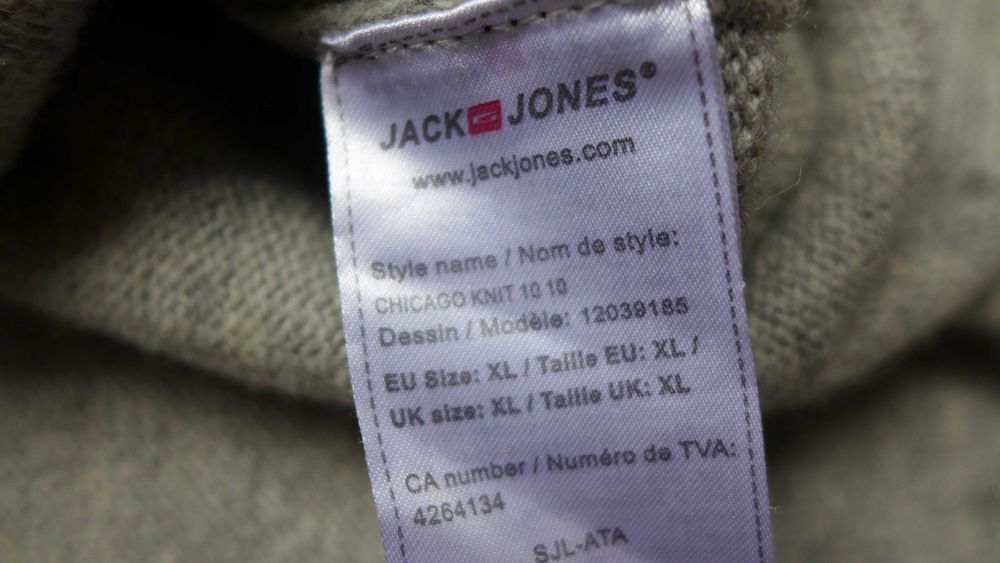 JACK JONES®
www.jackjones.com
Style name / Nom de style:
CHICAGO KNIT 10 10
Dessin / Modèle: 12039185
EU Size: XL / Taille EU: XL /
UK size: XL / Taille UK: XL
CA number / Numéro de TVA:
4264134
SJL-ATA